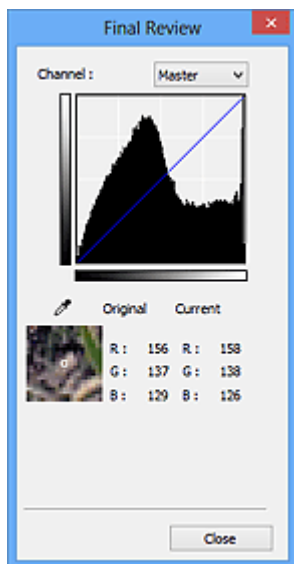 Final Review
Channel : Master
Original Current
R : 156 R : 158
G : 137 G : 138
B : 129 B : 126
Close